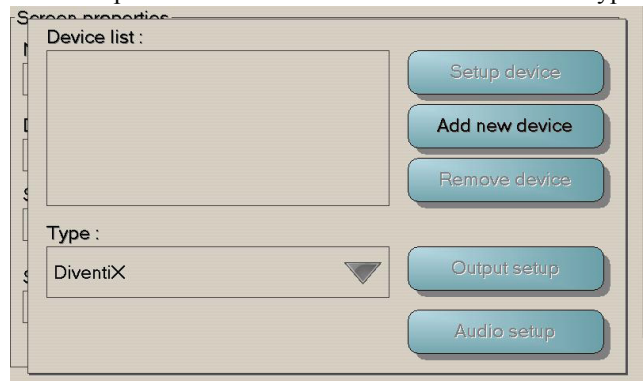 Screen properties
Device list :
Setup device
Add new device
Remove device
Type :
DiventiX
Output setup
Audio setup